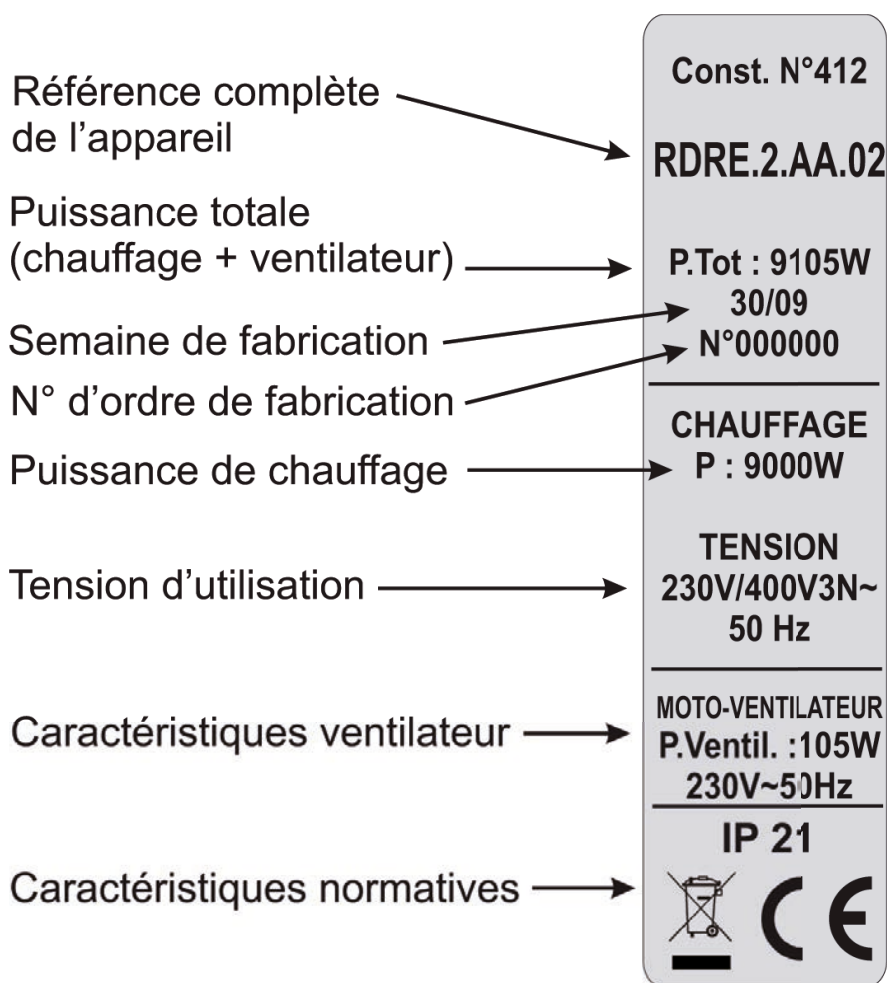 Const. N°412
Référence complète
de l’appareil
RDRE.2.AA.02
Puissance totale
(chauffage + ventilateur)
P.Tot : 9105W
Semaine de fabrication
30/09
N° d’ordre de fabrication
N°000000
CHAUFFAGE
Puissance de chauffage
P : 9000W
TENSION
Tension d’utilisation
230V/400V3N~
50 Hz
MOTO-VENTILATEUR
Caractéristiques ventilateur
P.Ventil. :105W
230V~50Hz
IP 21
Caractéristiques normatives
CE